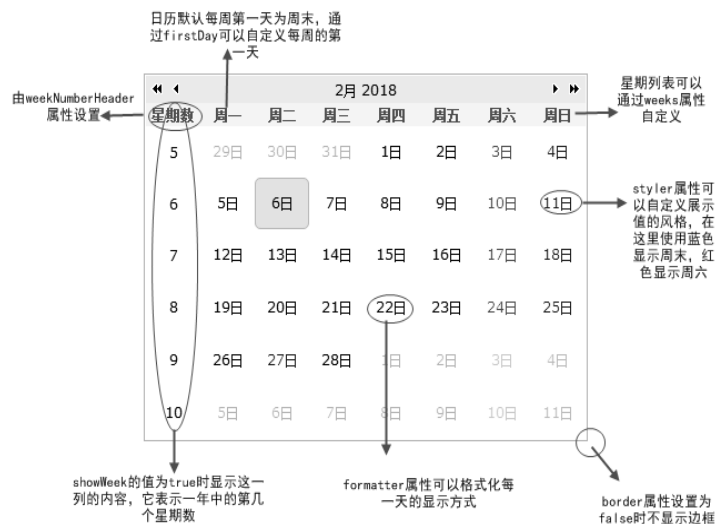 日历默认每周第一天为周末，通
过firstDay可以自定义每周的第
一天
由weekNumberHeader
属性设置
2月 2018
星期列表可以
通过weeks属性
自定义
星期数 周一 周二 周三 周四 周五 周六 周日
5 29日 30日 31日 1日 2日 3日 4日
6 5日 6日 7日 8日 9日 10日 11日
7 12日 13日 14日 15日 16日 17日 18日
8 19日 20日 21日 22日 23日 24日 25日
9 26日 27日 28日 1日 2日 3日 4日
10 5日 6日 7日 8日 9日 10日 11日
styler属性可
以自定义展示
值的风格，在
这里使用蓝色
显示周末，红
色显示周六
showWeek的值为true时显示这一
列的内容，它表示一年中的第几
个星期数
formatter属性可以格式化每
一天的显示方式
border属性设置为
false时不显示边框